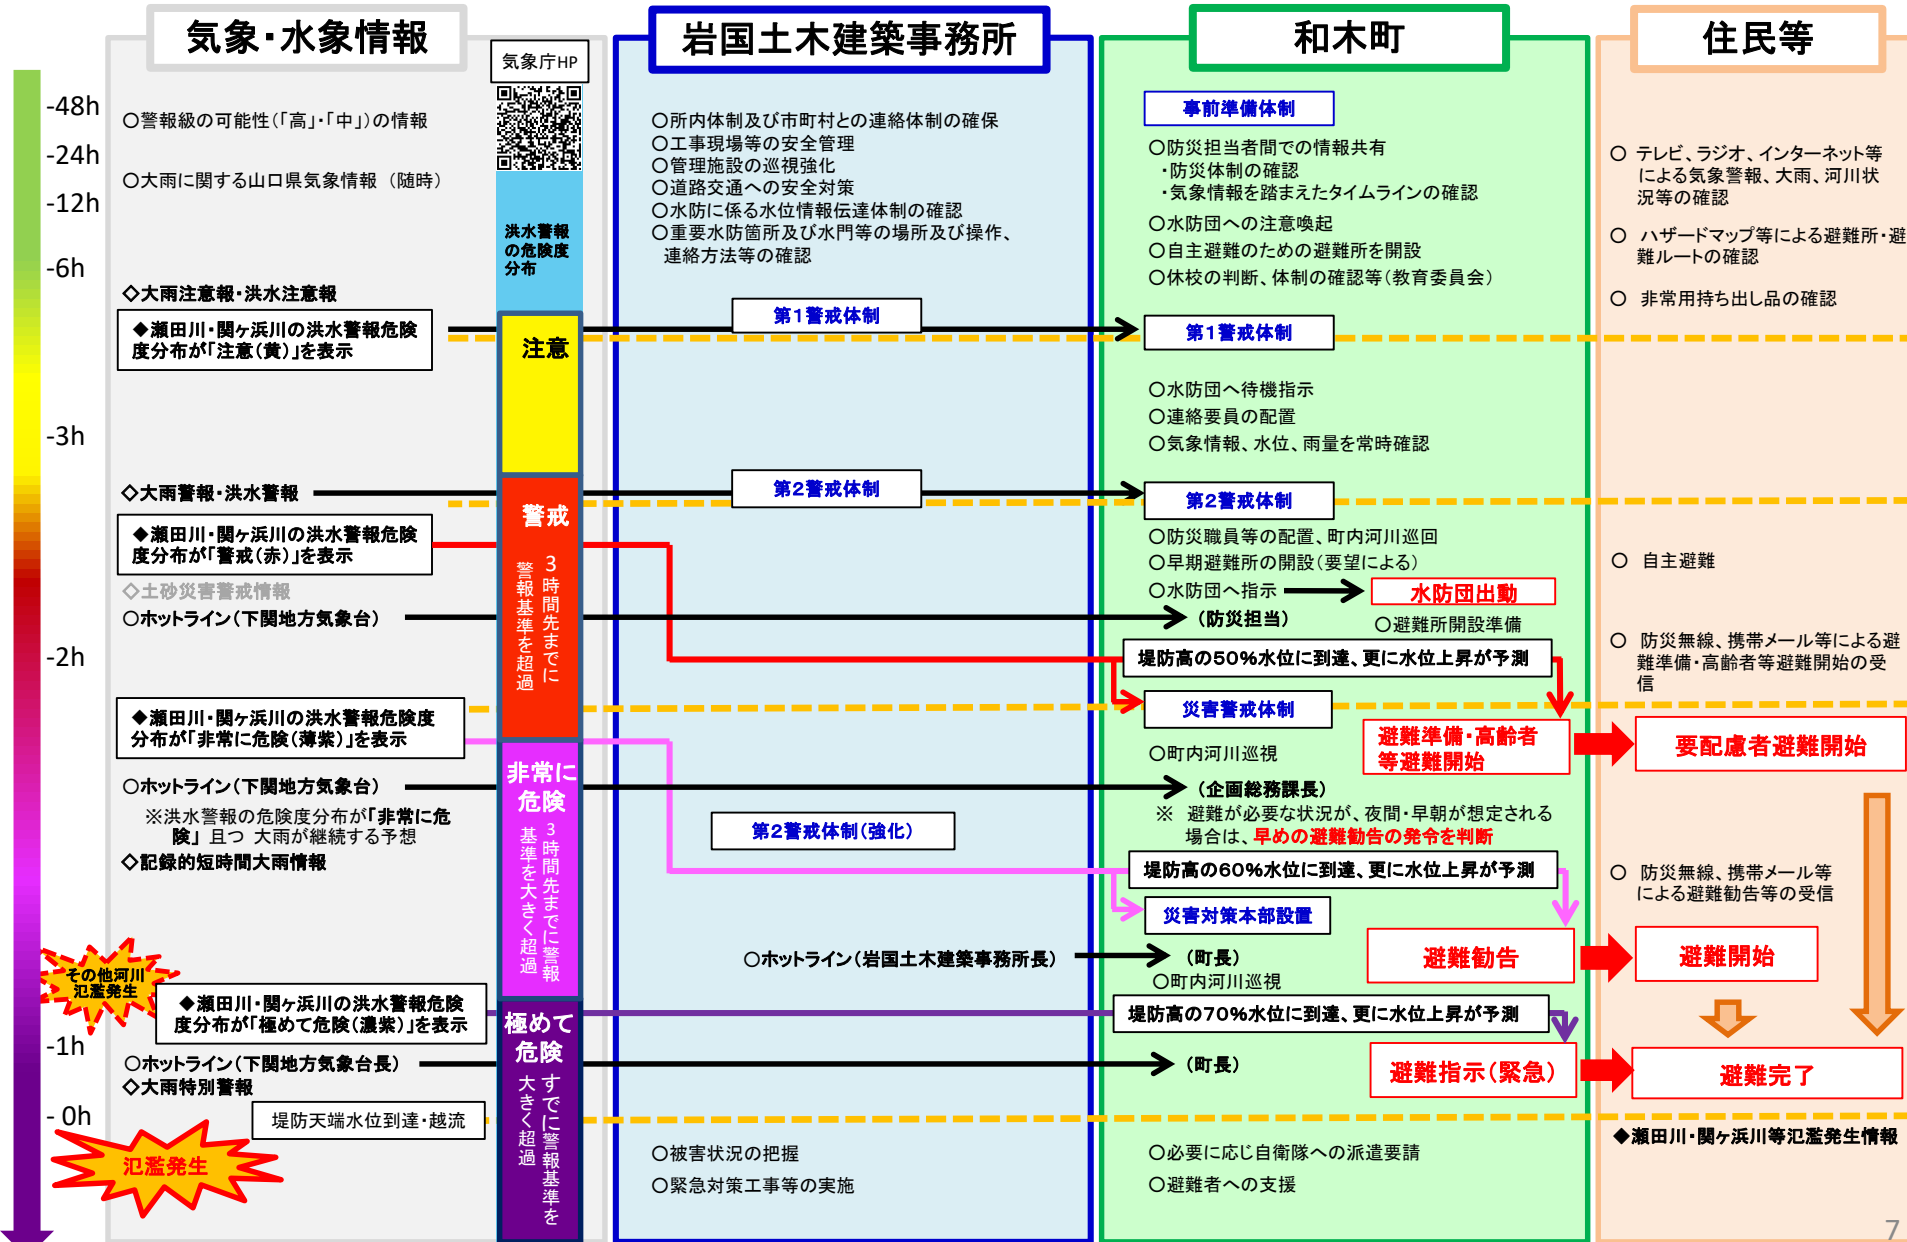 気象・水象情報
気象庁HP
-48h
-24h
-12h
-6h
-3h
-2h
-1h
- 0h
○警報級の可能性(「高」・「中」)の情報
○大雨に関する山口県気象情報 (随時)
洪水警報
の危険度
分布
◇大雨注意報・洪水注意報
◆瀬田川・関ヶ浜川の洪水警報危険
度分布が「注意(黄)」を表示
注意
◇大雨警報・洪水警報
◆瀬田川・関ヶ浜川の洪水警報危険
度分布が「警戒(赤)」を表示
警戒
3時間先までに
警報基準を超過
◇土砂災害警戒情報
○ホットライン(下関地方気象台)
◆瀬田川・関ヶ浜川の洪水警報危険度
分布が「非常に危険(薄紫)」を表示
非常に
危険
3時間先までに警報
基準を大きく超過
○ホットライン(下関地方気象台)
※洪水警報の危険度分布が「非常に危
険」 且つ 大雨が継続する予想
◇記録的短時間大雨情報
その他河川
氾濫発生
◆瀬田川・関ヶ浜川の洪水警報危険
度分布が「極めて危険(濃紫)」を表示
極めて
危険
すでに警報基準を
大きく超過
○ホットライン(下関地方気象台長)
◇大雨特別警報
堤防天端水位到達・越流
氾濫発生
岩国土木建築事務所
○所内体制及び市町村との連絡体制の確保
○工事現場等の安全管理
○管理施設の巡視強化
○道路交通への安全対策
○水防に係る水位情報伝達体制の確認
○重要水防箇所及び水門等の場所及び操作、
連絡方法等の確認
第1警戒体制
第2警戒体制
第2警戒体制(強化)
○ホットライン(岩国土木建築事務所長)
○被害状況の把握
○緊急対策工事等の実施
和木町
事前準備体制
○防災担当者間での情報共有
・防災体制の確認
・気象情報を踏まえたタイムラインの確認
○水防団への注意喚起
○自主避難のための避難所を開設
○休校の判断、体制の確認等(教育委員会)
第1警戒体制
○水防団へ待機指示
○連絡要員の配置
○気象情報、水位、雨量を常時確認
第2警戒体制
○防災職員等の配置、町内河川巡回
○早期避難所の開設(要望による)
○水防団へ指示
水防団出動
(防災担当)
○避難所開設準備
堤防高の50%水位に到達、更に水位上昇が予測
災害警戒体制
○町内河川巡視
避難準備・高齢者
等避難開始
(企画総務課長)
※ 避難が必要な状況が、夜間・早朝が想定される
場合は、早めの避難勧告の発令を判断
堤防高の60%水位に到達、更に水位上昇が予測
災害対策本部設置
避難勧告
(町長)
○町内河川巡視
堤防高の70%水位に到達、更に水位上昇が予測
(町長)
避難指示(緊急)
○必要に応じ自衛隊への派遣要請
○避難者への支援
住民等
○ テレビ、ラジオ、インターネット等
による気象警報、大雨、河川状
況等の確認
○ ハザードマップ等による避難所・避
難ルートの確認
○ 非常用持ち出し品の確認
○ 自主避難
○ 防災無線、携帯メール等による避
難準備・高齢者等避難開始の受
信
要配慮者避難開始
○ 防災無線、携帯メール等
による避難勧告等の受信
避難開始
避難完了
◆瀬田川・関ヶ浜川等氾濫発生情報
7